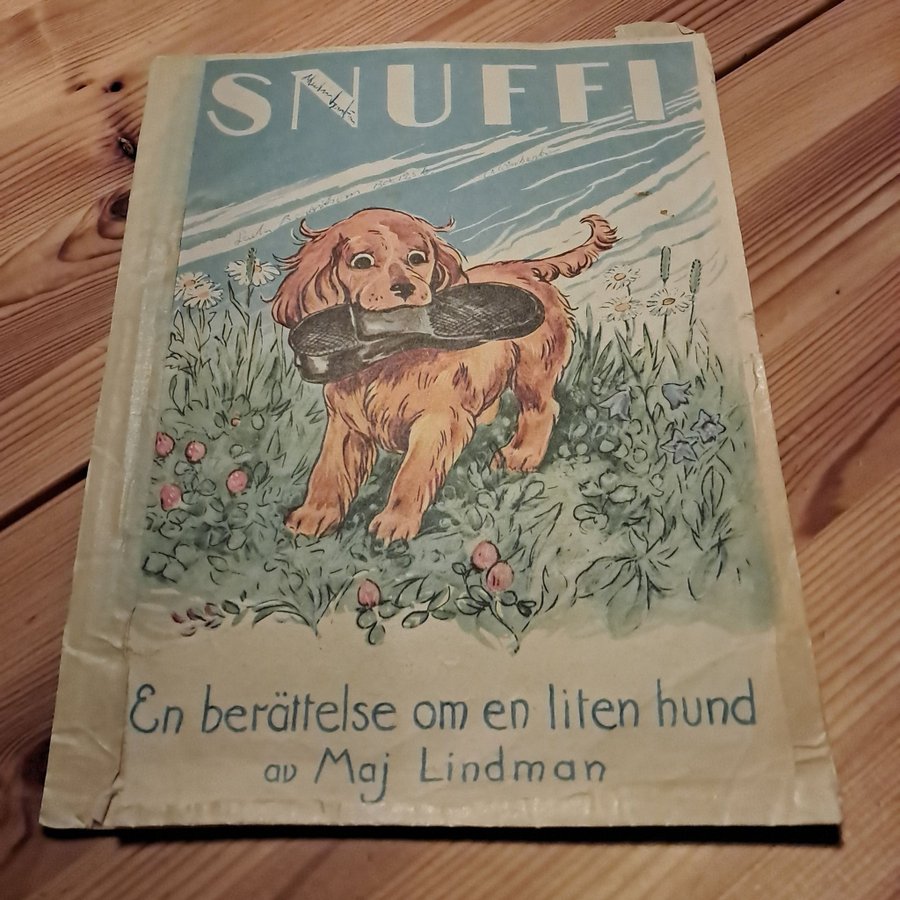 SNUFFI
En berättelse om en liten hund
av Maj Lindman